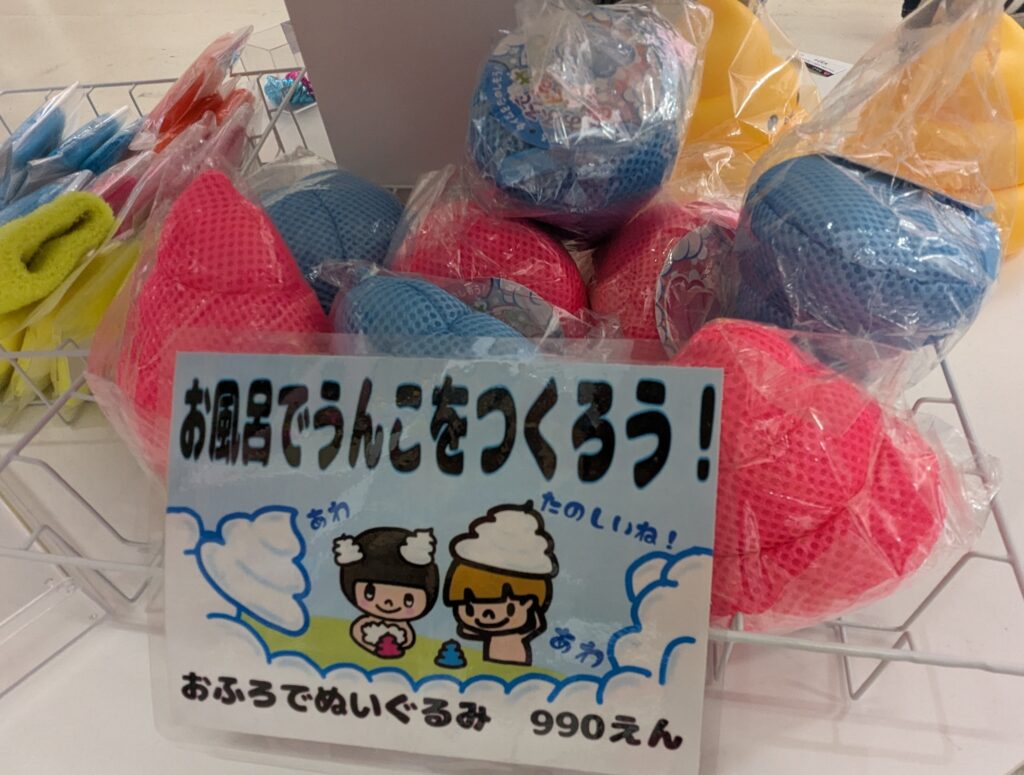 お風呂でうんこをつくろう！
あわ
たのしいね！
あわ
おふろでぬいぐるみ　990えん